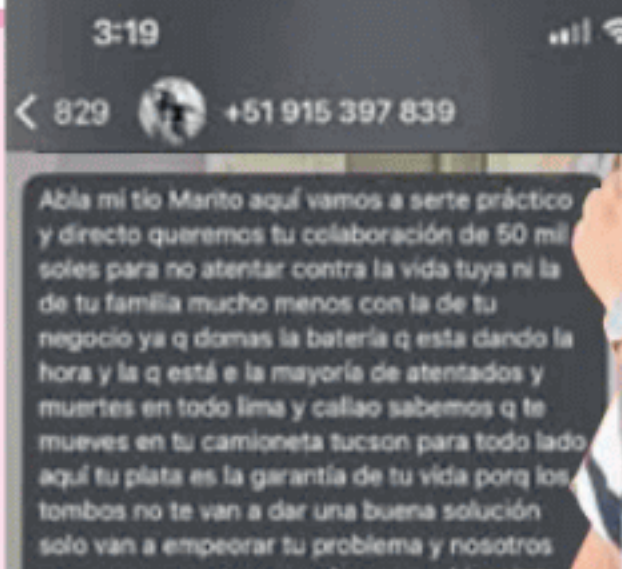 3:19
829 +51 915 397 839
Abla mi tio Marito aquí vamos a serte práctico
y directo queremos tu colaboración de 50 mil
soles para no atentar contra la vida tuya ni la
de tu familia mucho menos con la de tu
negocio ya q domas la batería q esta dando la
hora y la q está e la mayoría de atentados y
muertes en todo lima y callao sabemos q te
mueves en tu camioneta tucson para todo lado
aquí tu plata es la garantía de tu vida porq los
tombos no te van a dar una buena solución
solo van a empeorar tu problema y nosotros